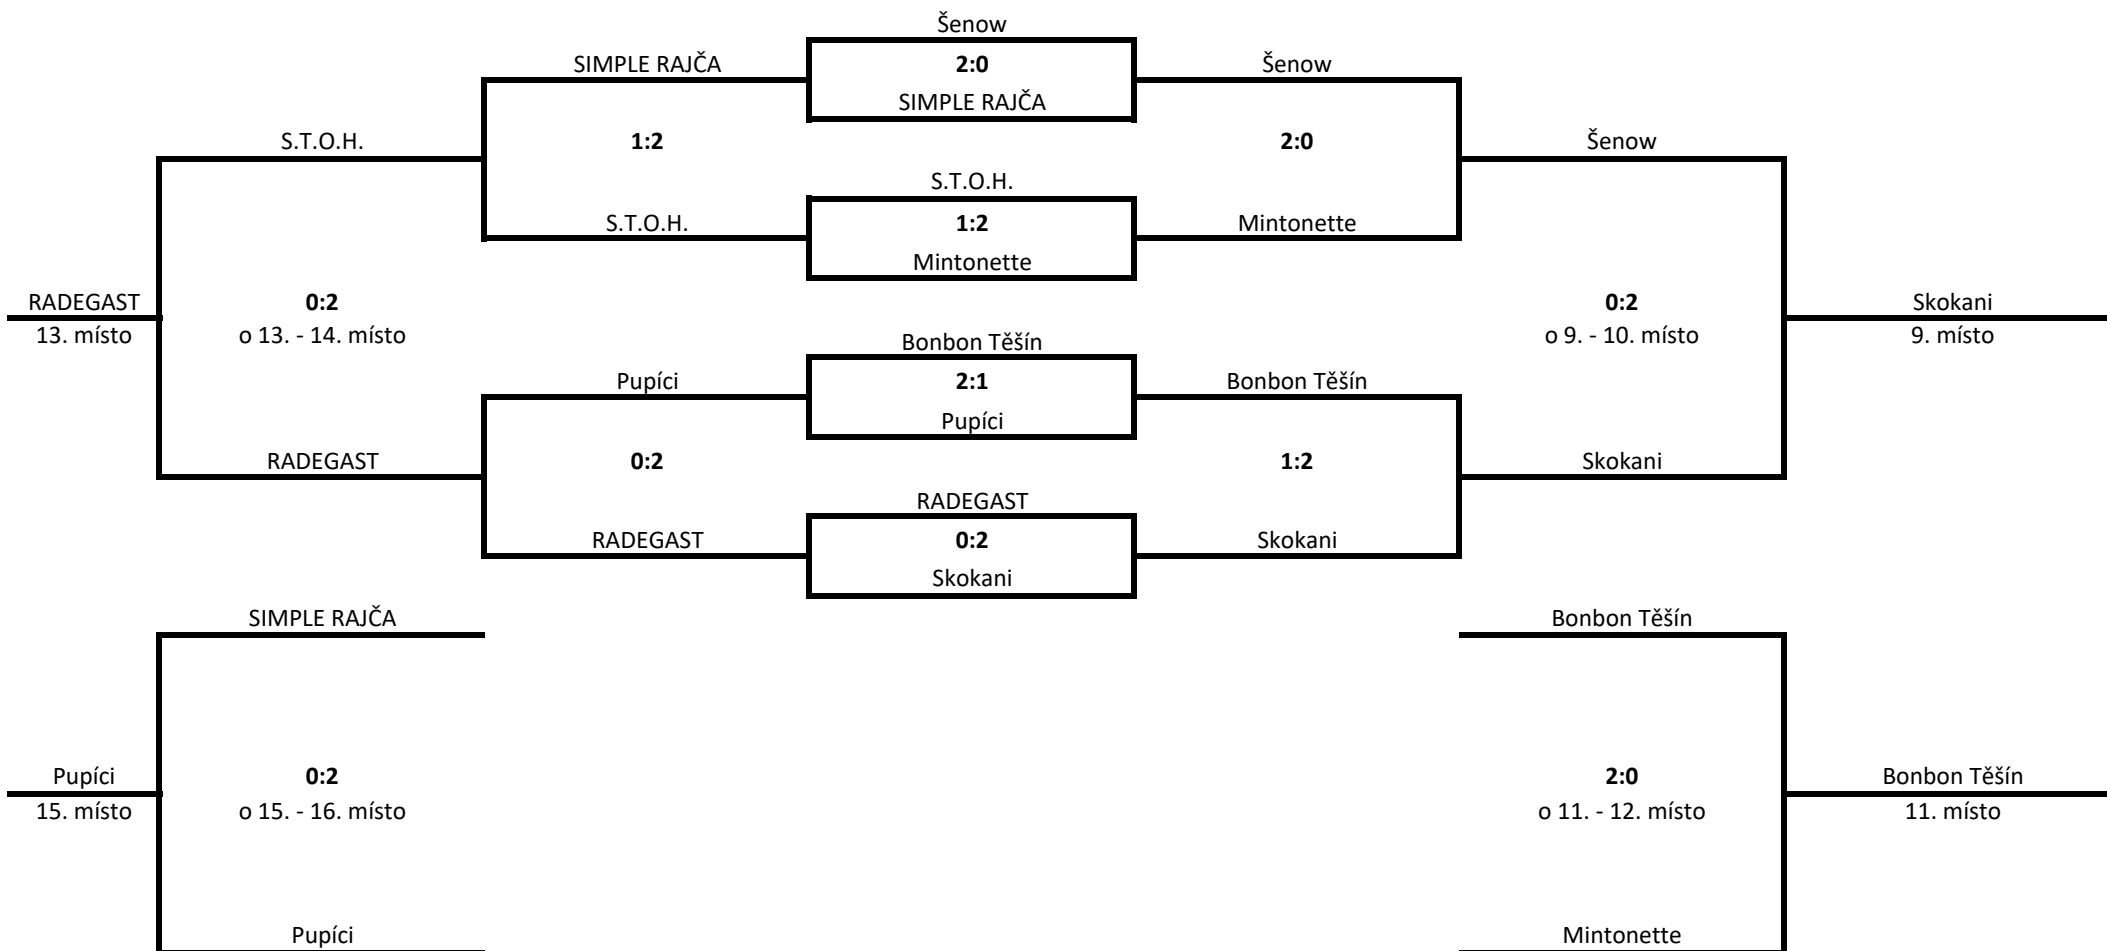 Šenow
SIMPLE RAJČA 2:0 Šenow
SIMPLE RAJČA
S.T.O.H. 1:2 2:0 Šenow
S.T.O.H.
S.T.O.H. 1:2 Mintonette
Mintonette
RADEGAST 0:2 0:2 Skokani
13. místo o 13. - 14. místo Bonbon Těšín o 9. - 10. místo 9. místo
Pupíci 2:1 Bonbon Těšín
Pupíci
RADEGAST 0:2 1:2 Skokani
RADEGAST
RADEGAST 0:2 Skokani
Skokani
SIMPLE RAJČA Bonbon Těšín
Pupíci 0:2 2:0 Bonbon Těšín
15. místo o 15. - 16. místo o 11. - 12. místo 11. místo
Pupíci Mintonette